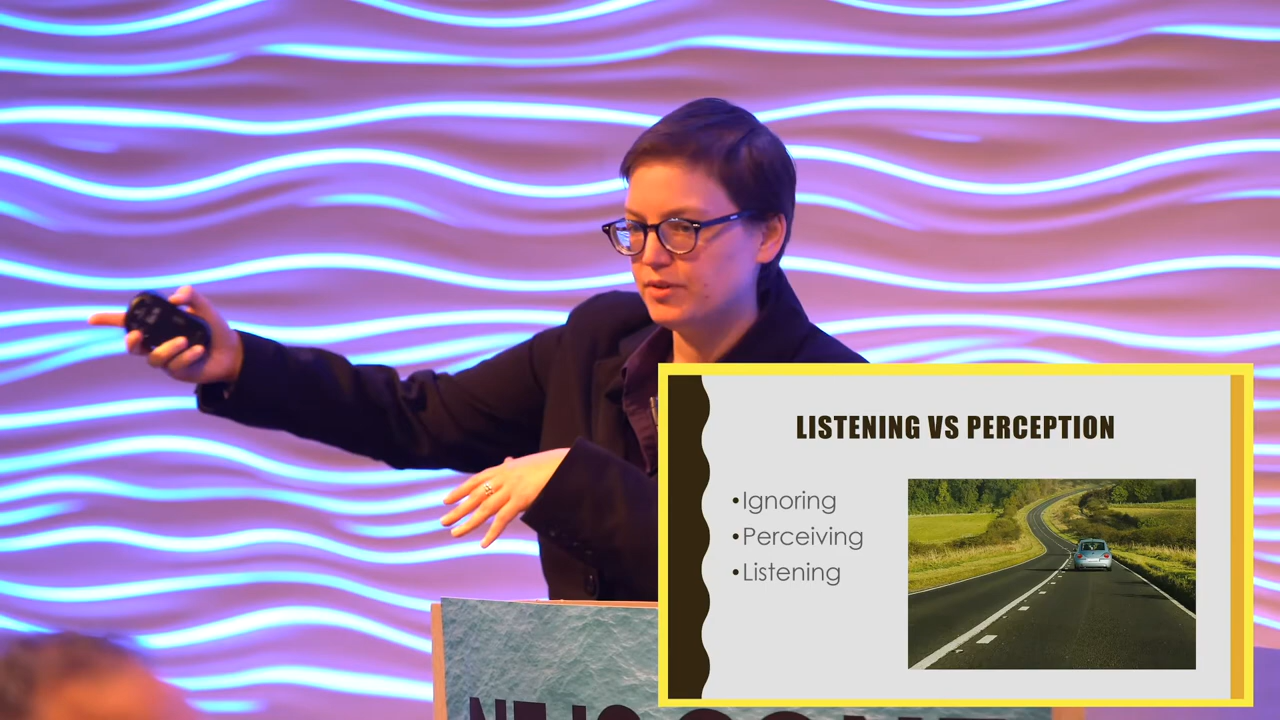 LISTENING VS PERCEPTION
•Ignoring
•Perceiving
•Listening